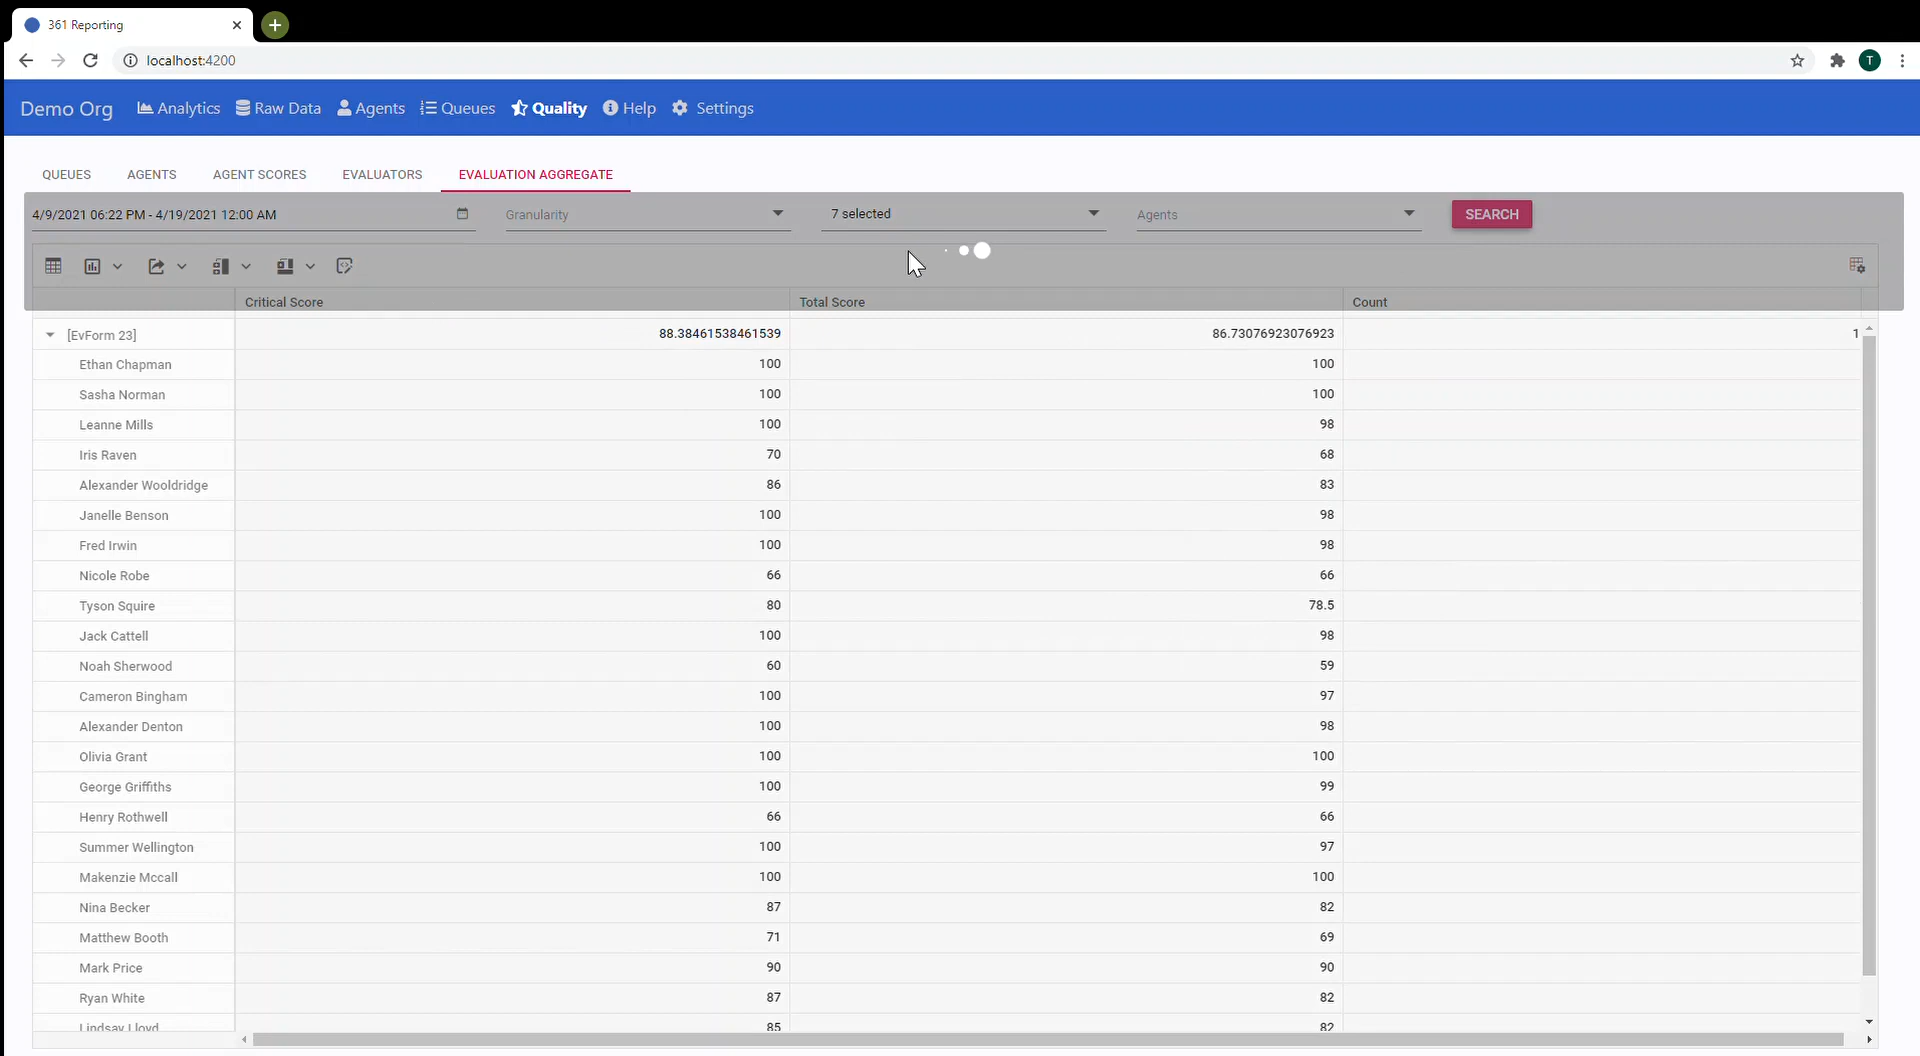 361 Reporting
localhost:4200
T
Demo Org Analytics Raw Data Agents Queues Quality Help Settings
QUEUES AGENTS AGENT SCORES EVALUATORS EVALUATION AGGREGATE
4/9/2021 06:22 PM - 4/19/2021 12:00 AM Granularity 7 selected Agents SEARCH
Critical Score Total Score Count
[EvForm 23] 88.38461538461539 86.73076923076923 1
Ethan Chapman 100 100
Sasha Norman 100 100
Leanne Mills 100 98
Iris Raven 70 68
Alexander Wooldridge 86 83
Janelle Benson 100 98
Fred Irwin 100 98
Nicole Robe 66 66
Tyson Squire 80 78.5
Jack Cattell 100 98
Noah Sherwood 60 59
Cameron Bingham 100 97
Alexander Denton 100 98
Olivia Grant 100 100
George Griffiths 100 99
Henry Rothwell 66 66
Summer Wellington 100 97
Makenzie Mccall 100 100
Nina Becker 87 82
Matthew Booth 71 69
Mark Price 90 90
Ryan White 87 82
Lindsay Lloyd 85 82